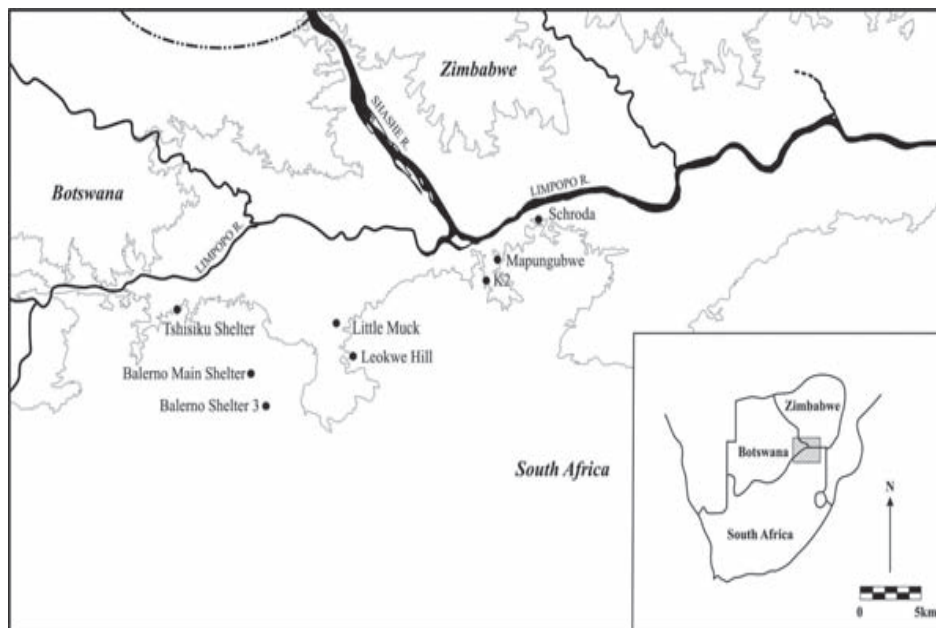 Zimbabwe
SHASHE R.
Botswana
LIMPOPO R.
LIMPOPO R.
Schroda
Mapungubwe
K2
Tshisiku Shelter
Little Muck
Leokwe Hill
Balerno Main Shelter
Balerno Shelter 3
South Africa
Zimbabwe
Botswana
South Africa
N
0 5km